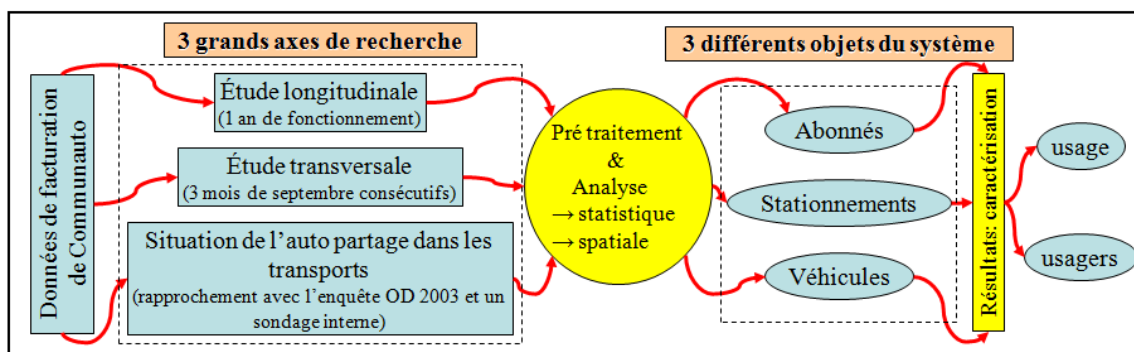 3 grands axes de recherche
3 différents objets du système
Données de facturation
de Communauto
Étude longitudinale
(1 an de fonctionnement)
Étude transversale
(3 mois de septembre consécutifs)
Situation de l'auto partage dans les
transports
(rapprochement avec l'enquête OD 2003 et un
sondage interne)
Pré traitement
&
Analyse
→ statistique
→ spatiale
Abonnés
Stationnements
Véhicules
Résultats: caractérisation
usage
usagers